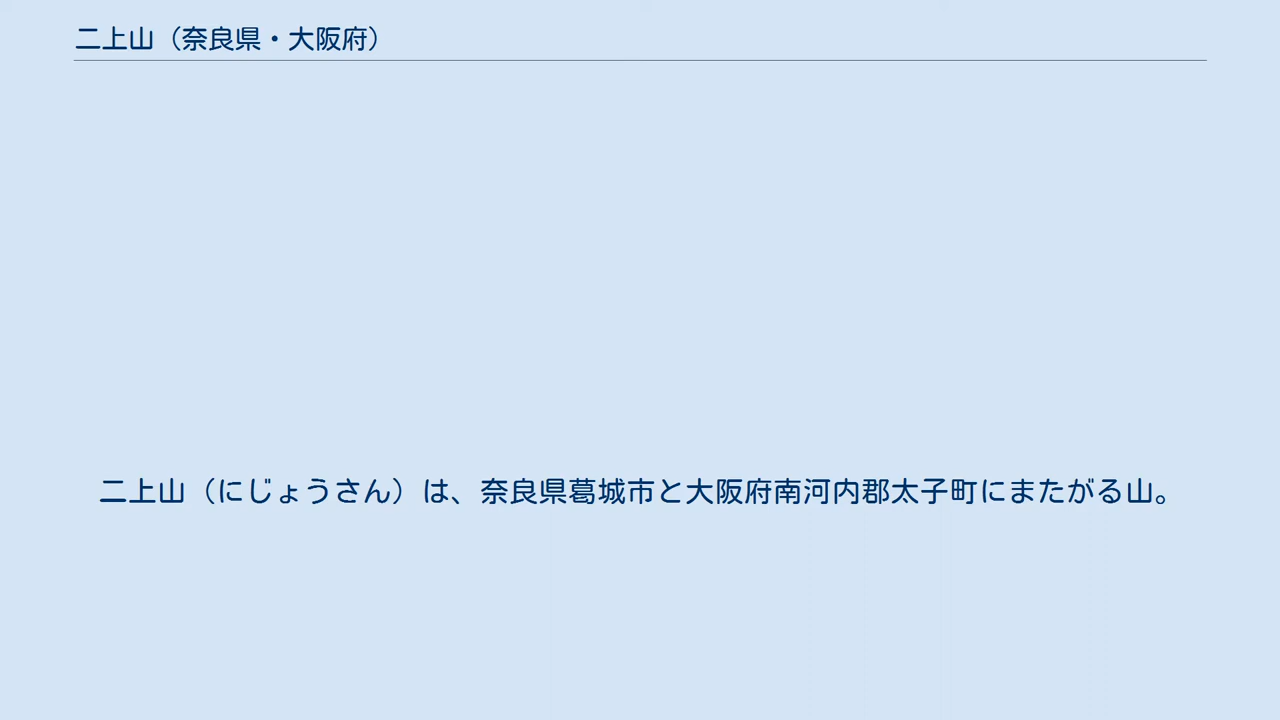 二上山（奈良県・大阪府）
二上山（にじょうさん）は、奈良県葛城市と大阪府南河内郡太子町にまたがる山。